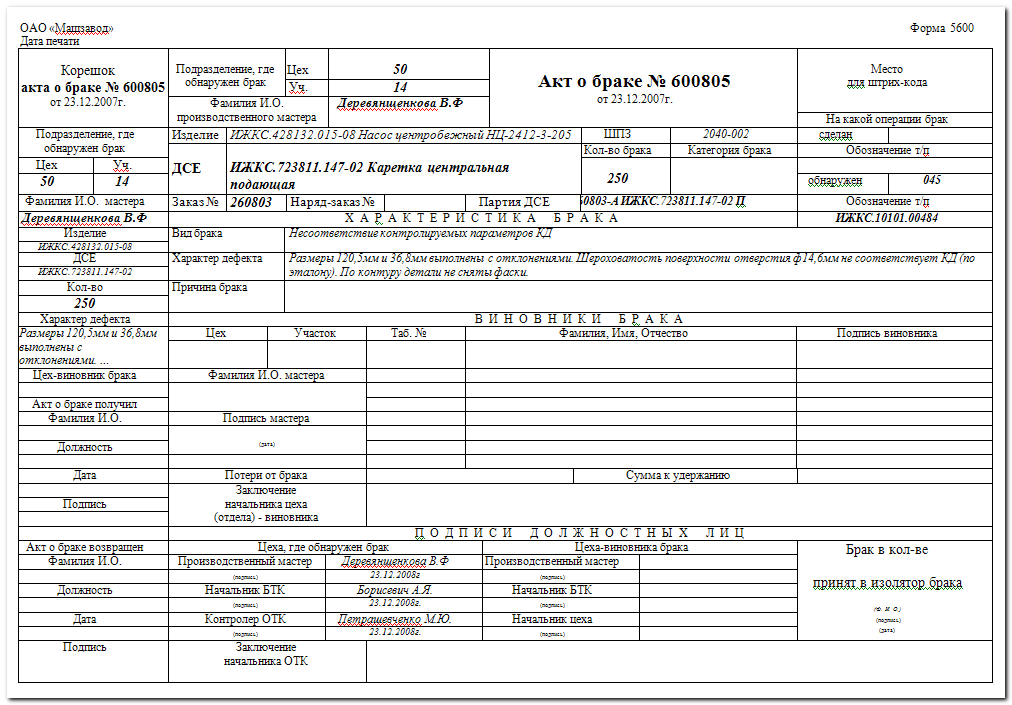 ОАО «Машзавод» Форма 5600
Дата печати
Корешок
акта о браке № 600805
от 23.12.2007г.
Подразделение, где
обнаружен брак
Цех 50
Уч. 14
Фамилия И.О.
производственного мастера
Деревянщенкова В.Ф
Акт о браке № 600805
от 23.12.2007г.
Место
для штрих-кода
На какой операции брак
Подразделение, где
обнаружен брак
Цех Уч.
50 14
Изделие ИЖКС.428132.015-08 Насос центробежный НЦ-2412-3-205 ШПЗ 2040-002 сделан
Кол-во брака Категория брака Обозначение т/п
ДСЕ ИЖКС.723811.147-02 Каретка центральная
подающая
250
обнаружен 045
Фамилия И.О. мастера Заказ № 260803 Наряд-заказ № Партия ДСЕ 60803-АИЖКС.723811.147-02 П Обозначение т/п
Деревянщенкова В.Ф ХАРАКТЕРИСТИКА БРАКА ИЖКС.10101.00484
Изделие
ИЖКС.428132.015-08
Вид брака Несоответствие контролируемых параметров КД
ДСЕ
ИЖКС.723811.147-02
Характер дефекта Размеры 120,5мм и 36,8мм выполнены с отклонениями. Шероховатость поверхности отверстия ф14,6мм не соответствует КД (по
эталону). По контуру детали не сняты фаски.
Кол-во
250
Причина брака
Характер дефекта ВИНОВНИКИ БРАКА
Размеры 120,5мм и 36,8мм
выполнены с
отклонениями. ...
Цех Участок Таб. № Фамилия, Имя, Отчество Подпись виновника
Цех-виновник брака Фамилия И.О. мастера
Акт о браке получил
Фамилия И.О. Подпись мастера
(дата)
Должность
Дата Потери от брака Сумма к удержанию
Подпись
Заключение
начальника цеха
(отдела) - виновника
ПОДПИСИ ДОЛЖНОСТНЫХ ЛИЦ
Акт о браке возвращен Цеха, где обнаружен брак Цеха-виновника брака
Фамилия И.О. Производственный мастер Деревянщенкова В.Ф Производственный мастер
(подпись) 23.12.2008г (подпись)
Должность Начальник БТК Борисевич А.Я. Начальник БТК
(подпись) 23.12.2008г. (подпись)
Дата Контролер ОТК Петрашевченко М.Ю. Начальник цеха
(подпись) 23.12.2008г. (подпись)
Брак в кол-ве
принят в изолятор брака
(Ф. И. О.)
(подпись)
(дата)
Подпись Заключение
начальника ОТК